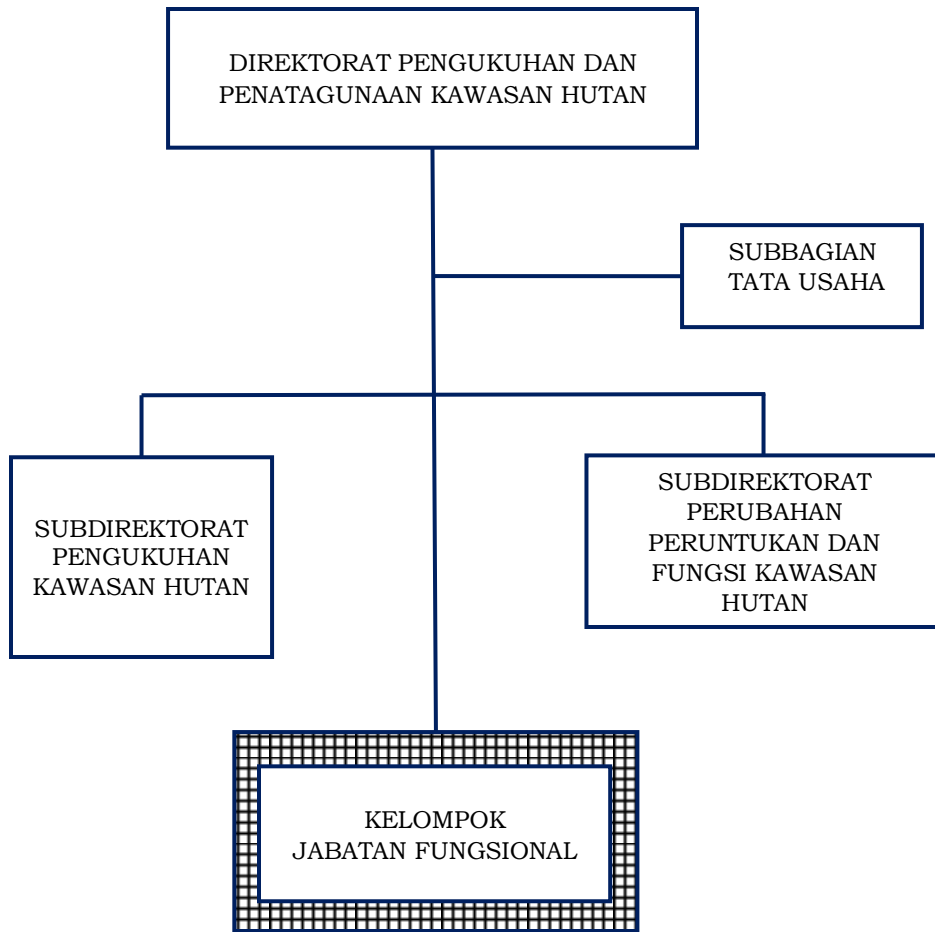 DIREKTORAT PENGUKUHAN DAN
PENATAGUNAAN KAWASAN HUTAN
SUBBAGIAN
TATA USAHA
SUBDIREKTORAT
PENGUKUHAN
KAWASAN HUTAN
SUBDIREKTORAT
PERUBAHAN
PERUNTUKAN DAN
FUNGSI KAWASAN
HUTAN
KELOMPOK
JABATAN FUNGSIONAL